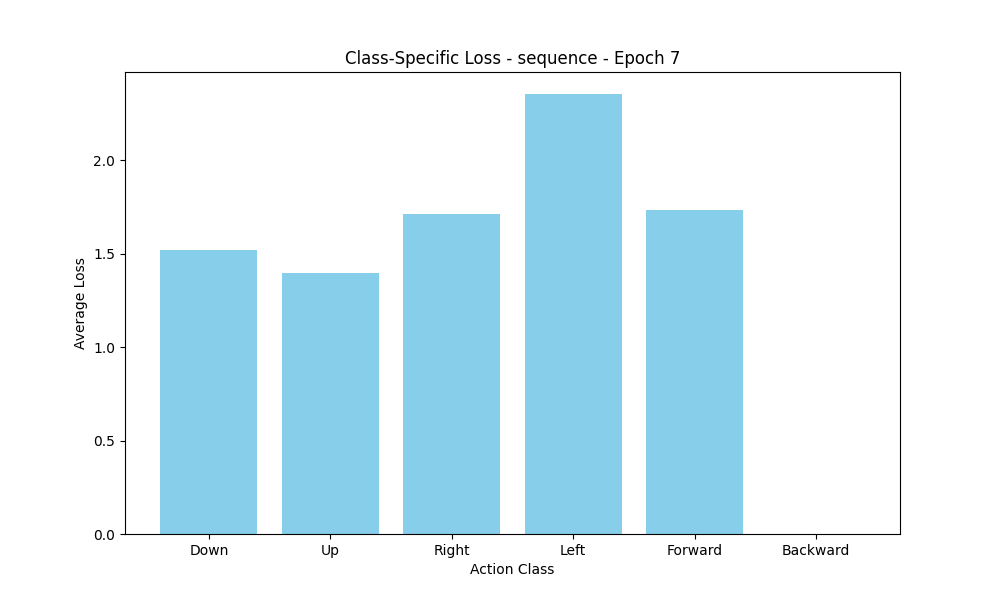 Class-Specific Loss - sequence - Epoch 7
Average Loss
2.0
1.5
1.0
0.5
0.0
Down Up Right Left Forward Backward
Action Class